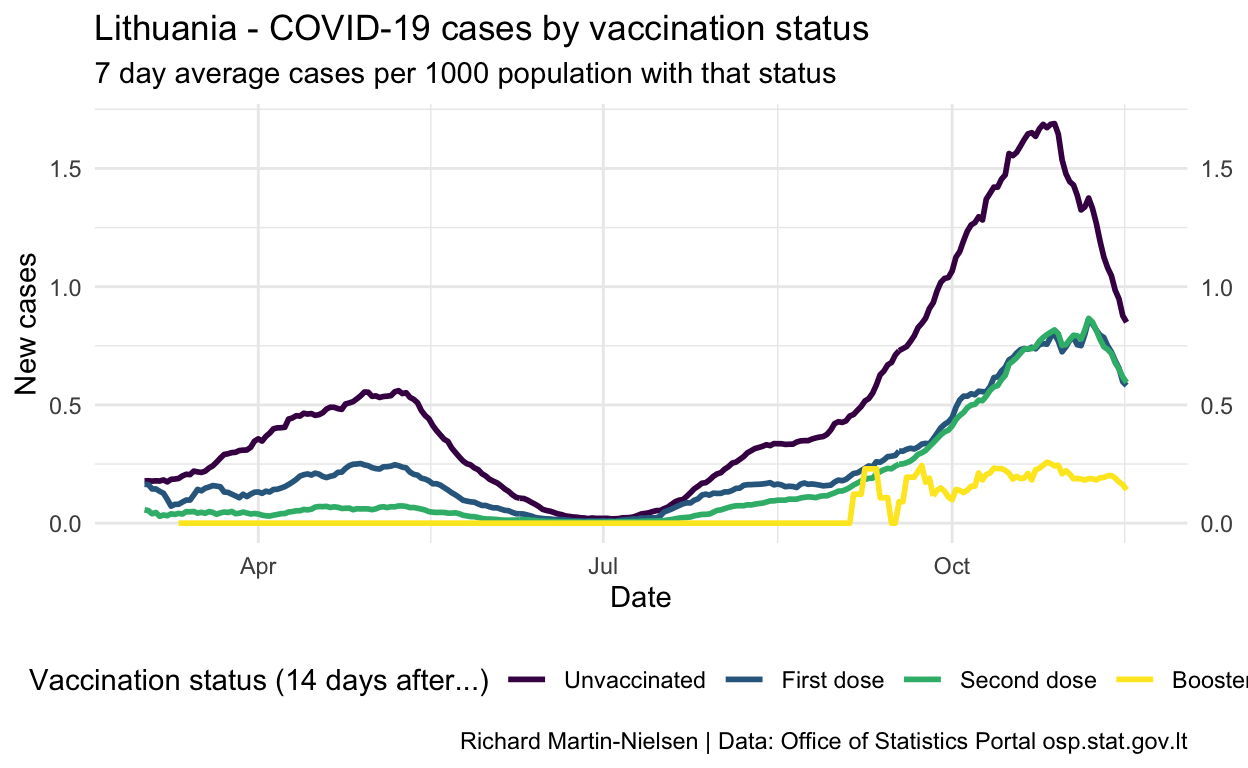 Lithuania - COVID-19 cases by vaccination status
7 day average cases per 1000 population with that status
New cases
1.5
1.0
0.5
0.0
1.5
1.0
0.5
0.0
Apr Jul Oct
Date
Vaccination status (14 days after...) Unvaccinated First dose Second dose Booster
Richard Martin-Nielsen | Data: Office of Statistics Portal osp.stat.gov.lt